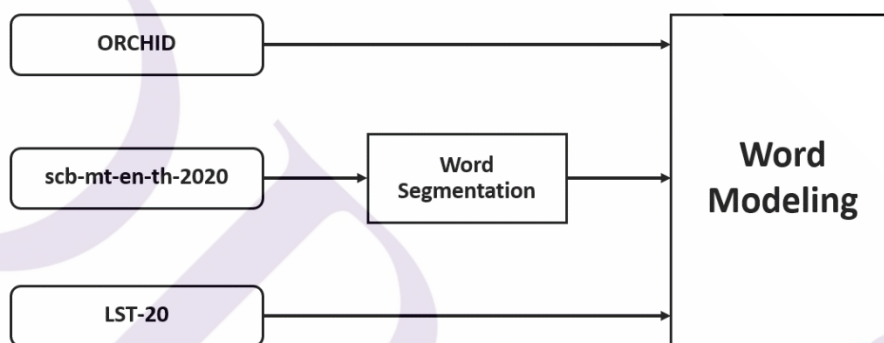 ORCHID
scb-mt-en-th-2020
Word
Segmentation
LST-20
Word
Modeling